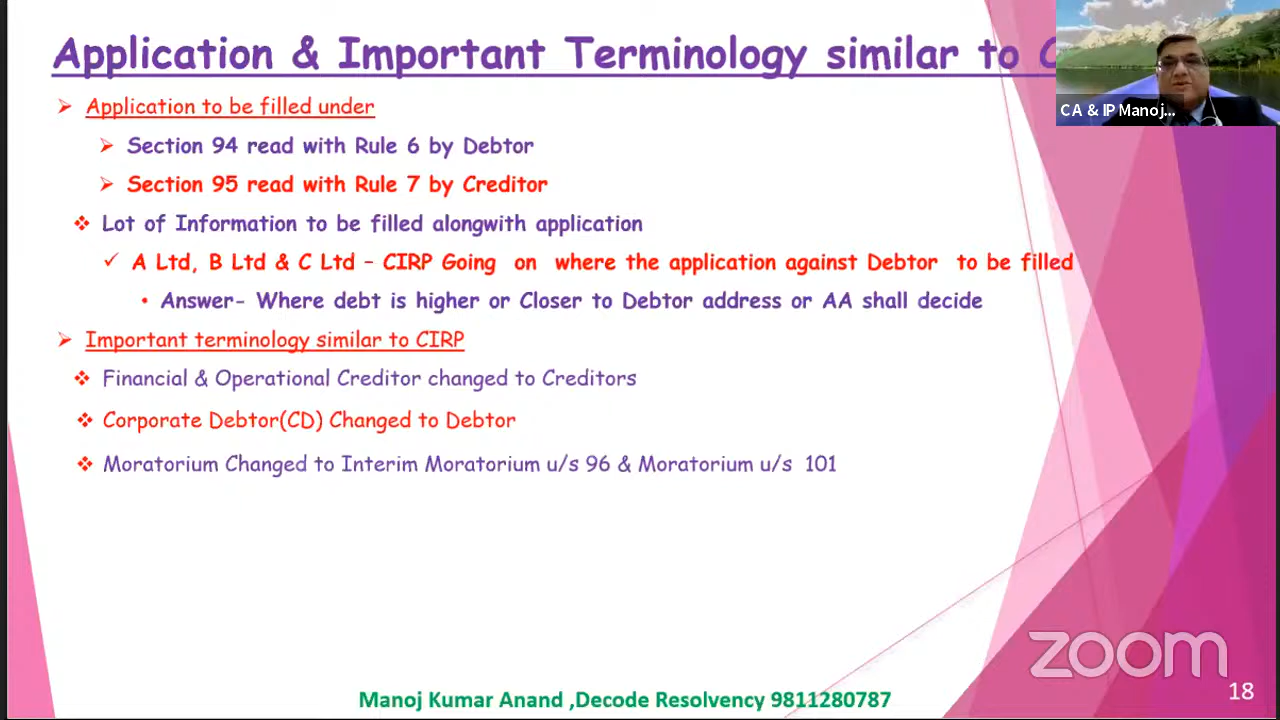 Application & Important Terminology similar to C
CA & IP Manoj...
Application to be filled under
Section 94 read with Rule 6 by Debtor
Section 95 read with Rule 7 by Creditor
Lot of Information to be filled alongwith application
A Ltd, B Ltd & C Ltd - CIRP Going on where the application against Debtor to be filled
Answer- Where debt is higher or Closer to Debtor address or AA shall decide
Important terminology similar to CIRP
Financial & Operational Creditor changed to Creditors
Corporate Debtor(CD) Changed to Debtor
Moratorium Changed to Interim Moratorium u/s 96 & Moratorium u/s 101
zoom
Manoj Kumar Anand ,Decode Resolvency 9811280787
18